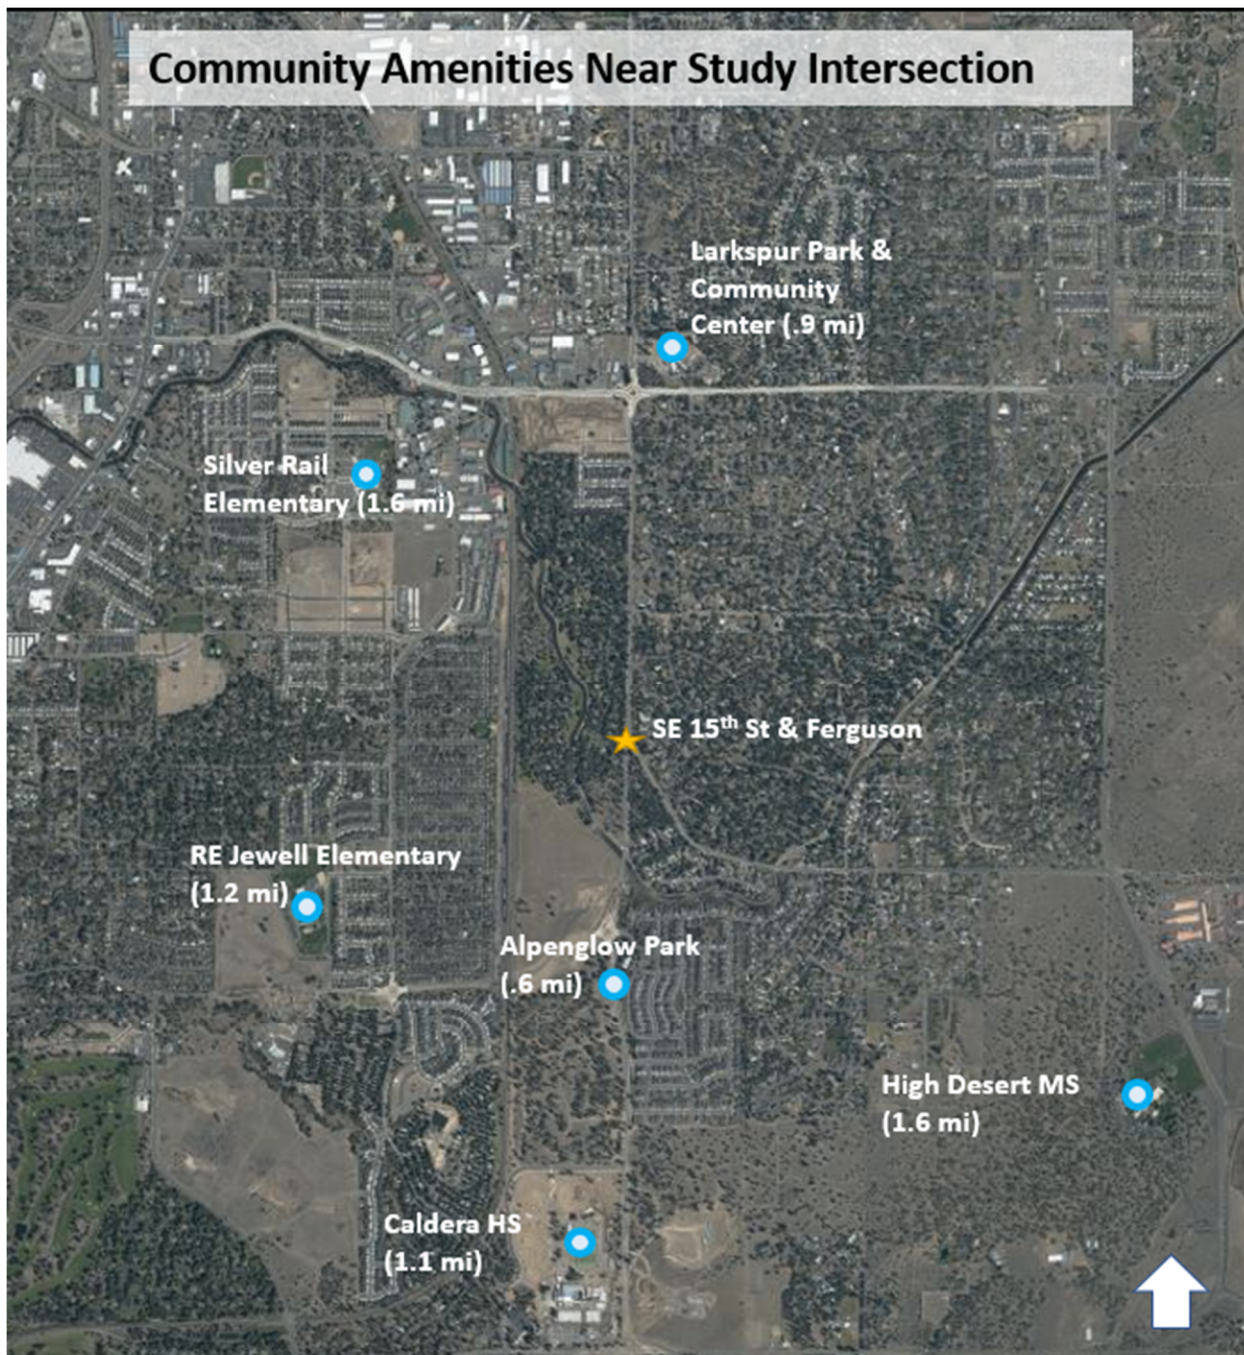 Community Amenities Near Study Intersection
Larkspur Park &
Community
Center (.9 mi)
Silver Rail
Elementary (1.6 mi)
SE 15th St & Ferguson
RE Jewell Elementary
(1.2 mi)
Alpenglow Park
(.6 mi)
High Desert MS
(1.6 mi)
Caldera HS
(1.1 mi)